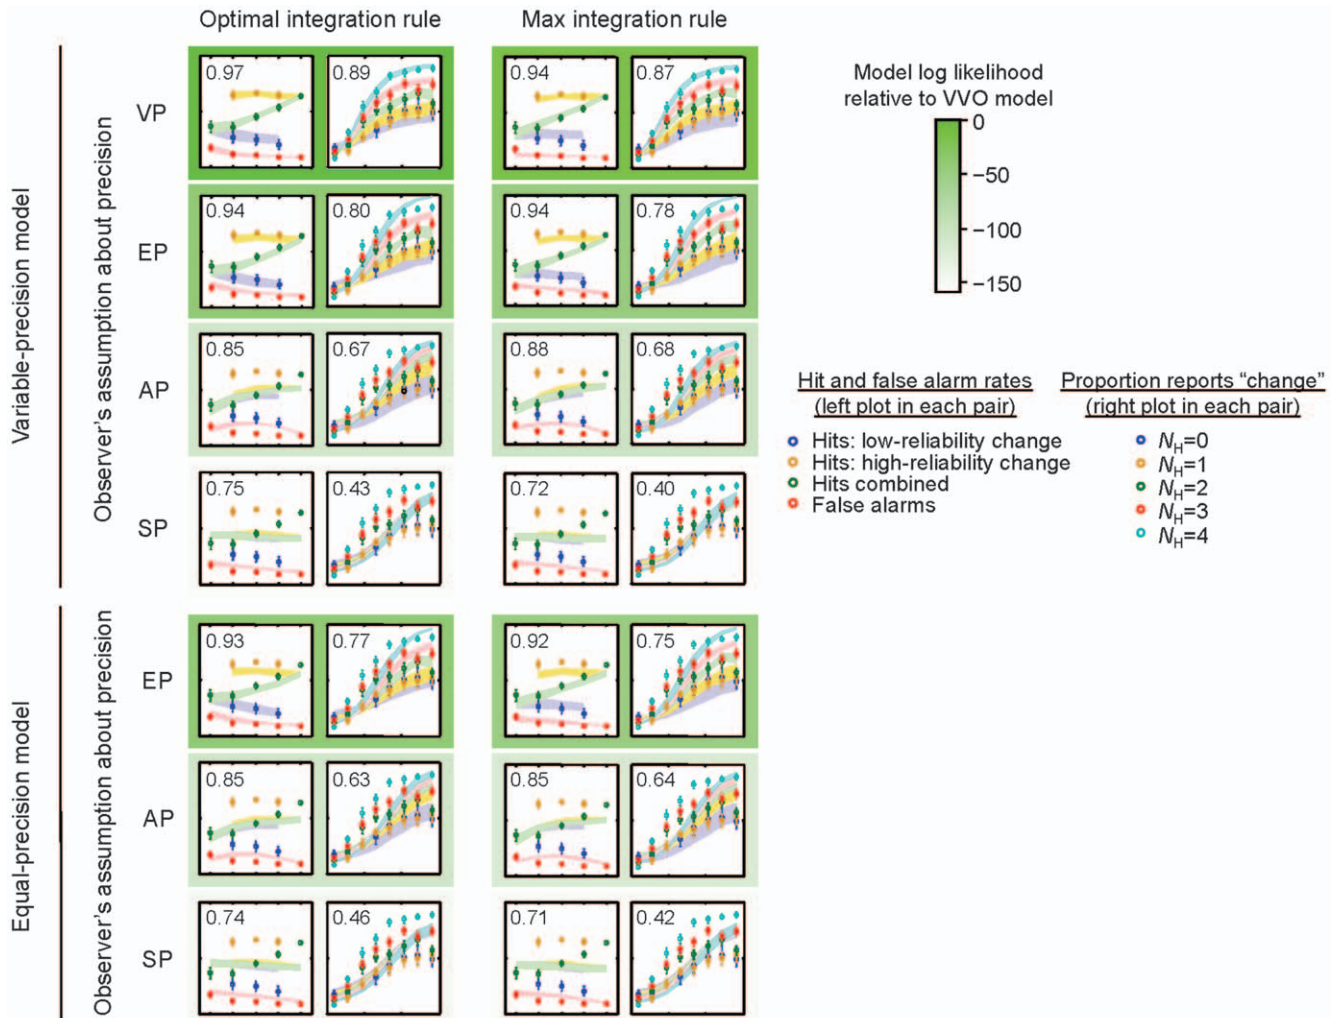 Optimal integration rule
Max integration rule
Variable-precision model
Observer's assumption about precision
VP
0.97
0.89
0.94
0.87
EP
0.94
0.80
0.94
0.78
AP
0.85
0.67
0.88
0.68
SP
0.75
0.43
0.72
0.40
Equal-precision model
Observer's assumption about precision
EP
0.93
0.77
0.92
0.75
AP
0.85
0.63
0.85
0.64
SP
0.74
0.46
0.71
0.42
Model log likelihood
relative to VVO model
0
−50
−100
−150
Hit and false alarm rates
(left plot in each pair)
Hits: low-reliability change
Hits: high-reliability change
Hits combined
False alarms
Proportion reports “change”
(right plot in each pair)
NH=0
NH=1
NH=2
NH=3
NH=4